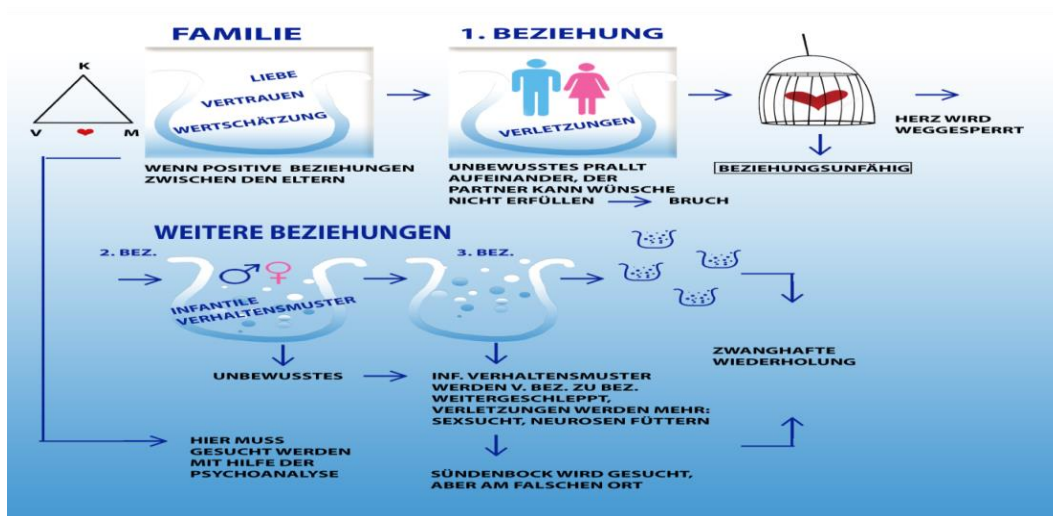 FAMILIE
1. BEZIEHUNG
K
V
M
LIEBE
VERTRAUEN
WERTSCHÄTZUNG
VERLETZUNGEN
HERZ WIRD
WEGGESPERRT
WENN POSITIVE BEZIEHUNGEN
ZWISCHEN DEN ELTERN
UNBEWUSTES PRALLT
AUFEINANDER, DER
PARTNER KANN WÜNSCHE
NICHT ERFÜLLEN
BRUCH
BEZIEHUNGSUNFÄHIG
WEITERE BEZIEHUNGEN
2. BEZ.
3. BEZ.
INFANTILE
VERHALTENSMUSTER
UNBEWUSSTES
INF. VERHALTENSMUSTER
WERDEN V. BEZ. ZU BEZ.
WEITERGESCHLEPPT,
VERLETZUNGEN WERDEN MEHR:
SEXSUCHT, NEUROSEN FÜTTERN
ZWANGHAFTE
WIEDERHOLUNG
HIER MUSS
GESUCHT WERDEN
MIT HILFE DER
PSYCHOANALYSE
SÜNDENBOCK WIRD GESUCHT,
ABER AM FALSCHEN ORT